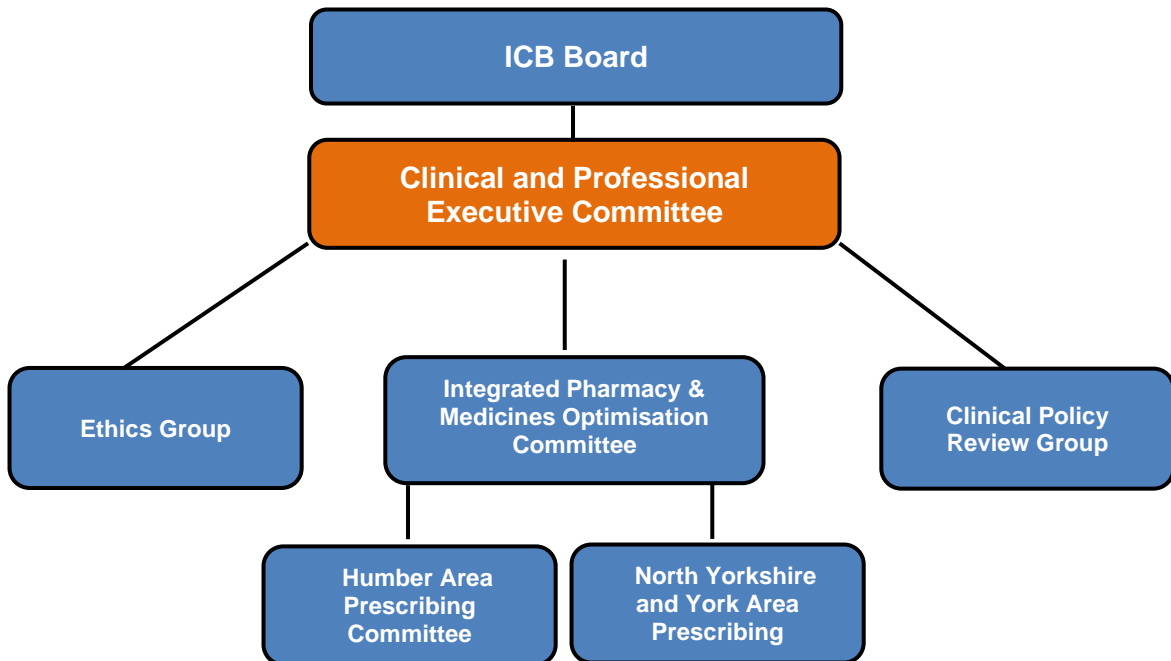 ICB Board
Clinical and Professional
Executive Committee
Ethics Group
Integrated Pharmacy &
Medicines Optimisation
Committee
Clinical Policy
Review Group
Humber Area
Prescribing
Committee
North Yorkshire
and York Area
Prescribing